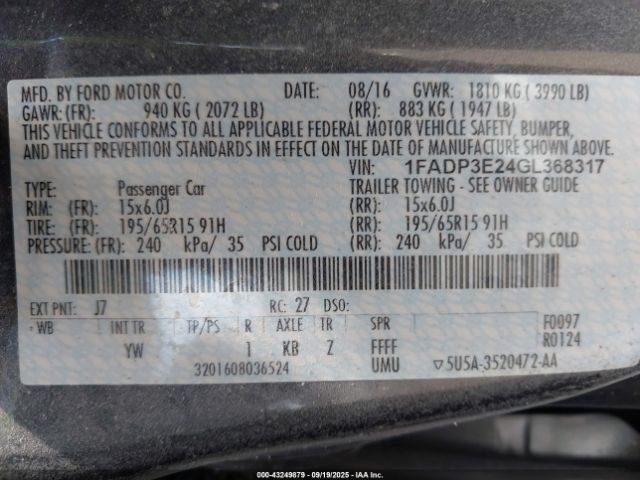 MFD. BY FORD MOTOR CO. DATE: 08/16 GVWR: 1810 KG ( 3990 LB)
GAWR: (FR): 940 KG ( 2072 LB) (RR): 883 KG ( 1947 LB)
THIS VEHICLE CONFORMS TO ALL APPLICABLE FEDERAL MOTOR VEHICLE SAFETY, BUMPER,
AND THEFT PREVENTION STANDARDS IN EFFECT ON THE DATE OF MANUFACTURE SHOWN ABOVE.
VIN: 1FADP3E24GL368317
TYPE: Passenger Car TRAILER TOWING - SEE OWNER GUIDE
RIM: (FR): 15x6.0J (RR): 15x6.0J
TIRE: (FR): 195/65R15 91H (RR): 195/65R15 91H
PRESSURE: (FR): 240 kPa/ 35 PSI COLD (RR): 240 kPa/ 35 PSI COLD
EXT PNT: J7 RC: 27 DSO:
WB INT TR TP/PS R AXLE TR SPR F0097
YW 1 KB Z FFFF R0124
3201608036524 UMU ▽5U5A-3520472-AA
000-43249879 - 09/19/2025 - IAA Inc.